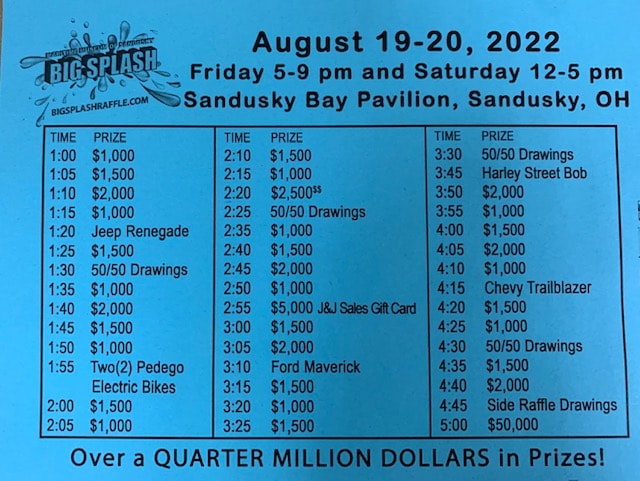 MARITIME MUSEUM OF SANDUSKY
BIG SPLASH
BIGSPLASHRAFFLE.COM
August 19-20, 2022
Friday 5-9 pm and Saturday 12-5 pm
Sandusky Bay Pavilion, Sandusky, OH
TIME PRIZE
1:00 $1,000
1:05 $1,500
1:10 $2,000
1:15 $1,000
1:20 Jeep Renegade
1:25 $1,500
1:30 50/50 Drawings
1:35 $1,000
1:40 $2,000
1:45 $1,500
1:50 $1,000
1:55 Two(2) Pedego
Electric Bikes
2:00 $1,500
2:05 $1,000
TIME PRIZE
2:10 $1,500
2:15 $1,000
2:20 $2,500$$
2:25 50/50 Drawings
2:35 $1,000
2:40 $1,500
2:45 $2,000
2:50 $1,000
2:55 $5,000 J&J Sales Gift Card
3:00 $1,500
3:05 $2,000
3:10 Ford Maverick
3:15 $1,500
3:20 $1,000
3:25 $1,500
TIME PRIZE
3:30 50/50 Drawings
3:45 Harley Street Bob
3:50 $2,000
3:55 $1,000
4:00 $1,500
4:05 $2,000
4:10 $1,000
4:15 Chevy Trailblazer
4:20 $1,500
4:25 $1,000
4:30 50/50 Drawings
4:35 $1,500
4:40 $2,000
4:45 Side Raffle Drawings
5:00 $50,000
Over a QUARTER MILLION DOLLARS in Prizes!